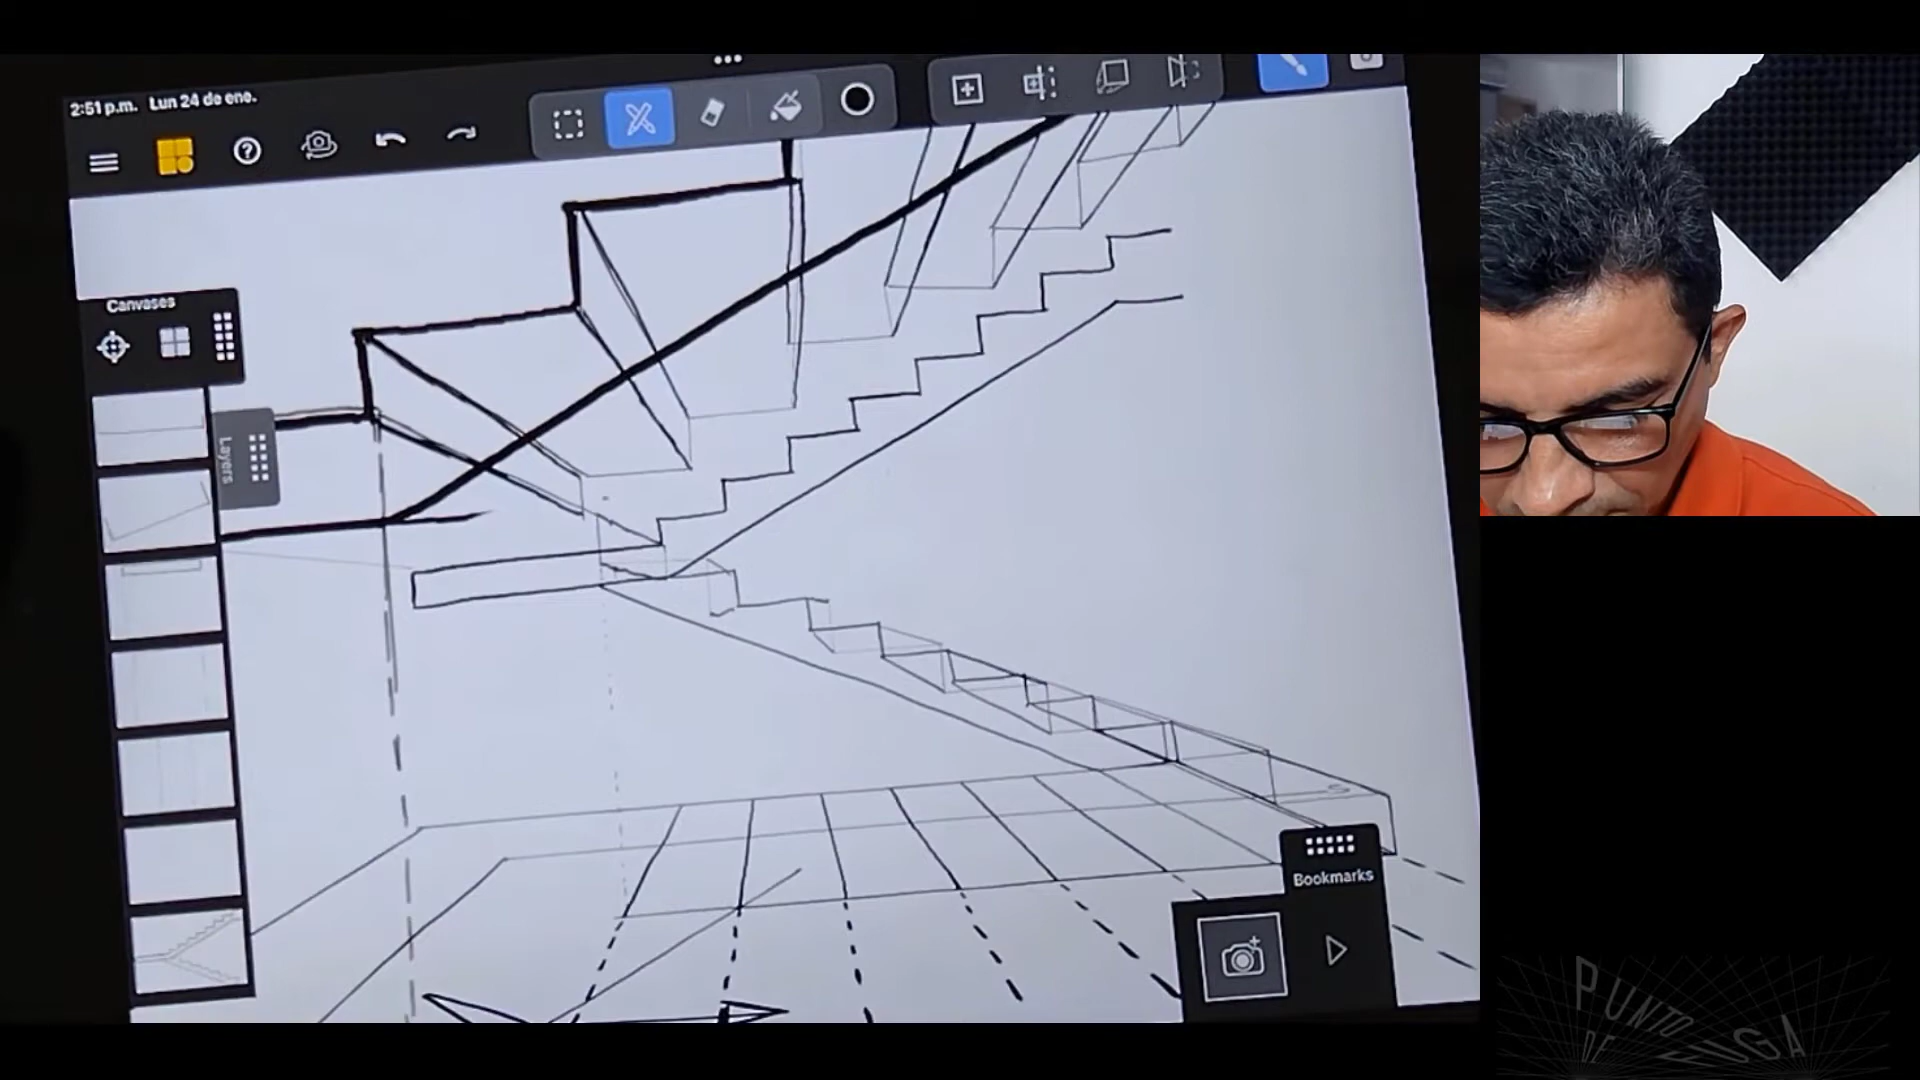 2:51 p.m. Lun 24 de ene.
Canvases
Layers
Bookmarks
PUNTO
DE FUGA